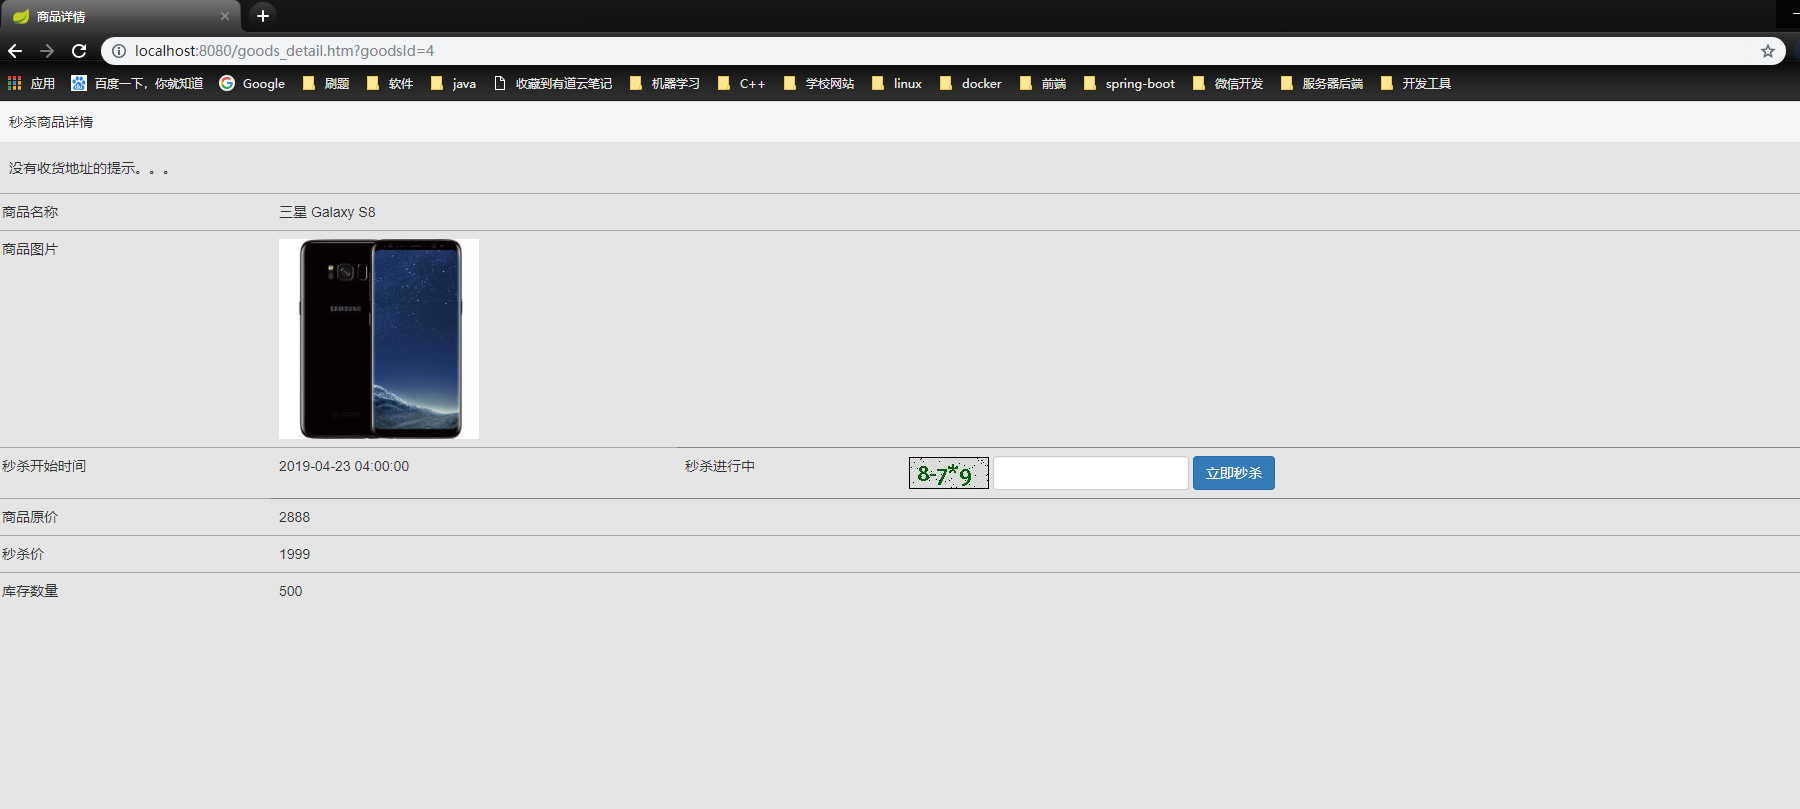 商品详情
localhost:8080/goods_detail.htm?goodsId=4
应用 百度一下，你就知道 Google 刷题 软件 java 收藏到有道云笔记 机器学习 C++ 学校网站 linux docker 前端 spring-boot 微信开发 服务器后端 开发工具
秒杀商品详情
没有收货地址的提示。。。
商品名称 三星 Galaxy S8
商品图片
SAMSUNG
秒杀开始时间 2019-04-23 04:00:00 秒杀进行中 8-7*9 立即秒杀
商品原价 2888
秒杀价 1999
库存数量 500